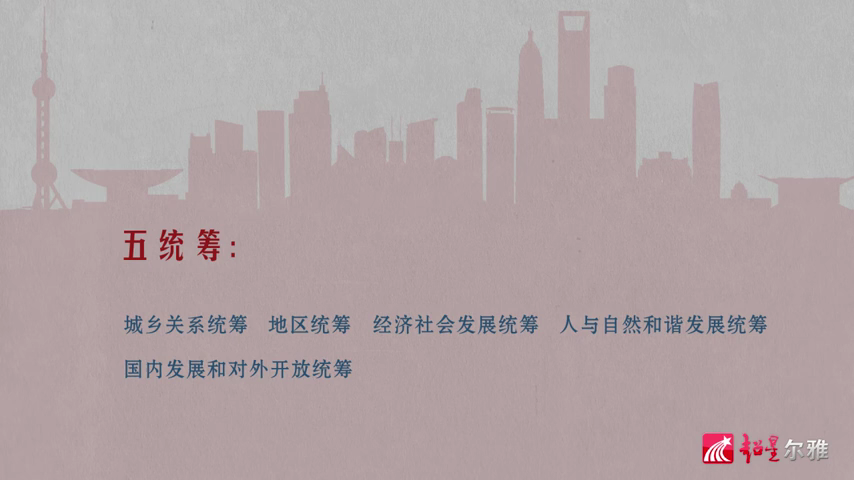 五统筹:
城乡关系统筹 地区统筹 经济社会发展统筹 人与自然和谐发展统筹
国内发展和对外开放统筹
超星尔雅